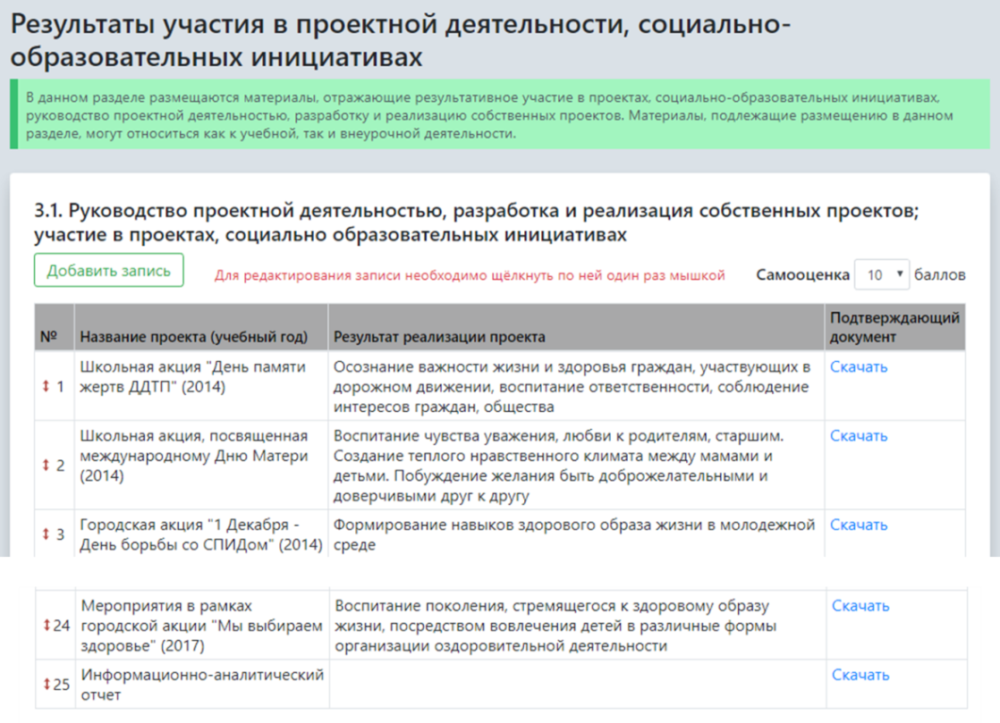 Результаты участия в проектной деятельности, социально-
образовательных инициативах
В данном разделе размещаются материалы, отражающие результативное участие в проектах, социально-образовательных инициативах,
руководство проектной деятельностью, разработку и реализацию собственных проектов. Материалы, подлежащие размещению в данном
разделе, могут относиться как к учебной, так и внеурочной деятельности.
3.1. Руководство проектной деятельностью, разработка и реализация собственных проектов;
участие в проектах, социально образовательных инициативах
Добавить запись
Для редактирования записи необходимо щёлкнуть по ней один раз мышкой
Самооценка 10 баллов
№
Название проекта (учебный год)
Результат реализации проекта
Подтверждающий
документ
1
Школьная акция "День памяти
жертв ДДТП" (2014)
Осознание важности жизни и здоровья граждан, участвующих в
дорожном движении, воспитание ответственности, соблюдение
интересов граждан, общества
Скачать
2
Школьная акция, посвященная
международному Дню Матери
(2014)
Воспитание чувства уважения, любви к родителям, старшим.
Создание теплого нравственного климата между мамами и
детьми. Побуждение желания быть доброжелательными и
доверчивыми друг к другу
Скачать
3
Городская акция "1 Декабря -
День борьбы со СПИДом" (2014)
Формирование навыков здорового образа жизни в молодежной
среде
Скачать
24
Мероприятия в рамках
городской акции "Мы выбираем
здоровье" (2017)
Воспитание поколения, стремящегося к здоровому образу
жизни, посредством вовлечения детей в различные формы
организации оздоровительной деятельности
Скачать
25
Информационно-аналитический
отчет
Скачать